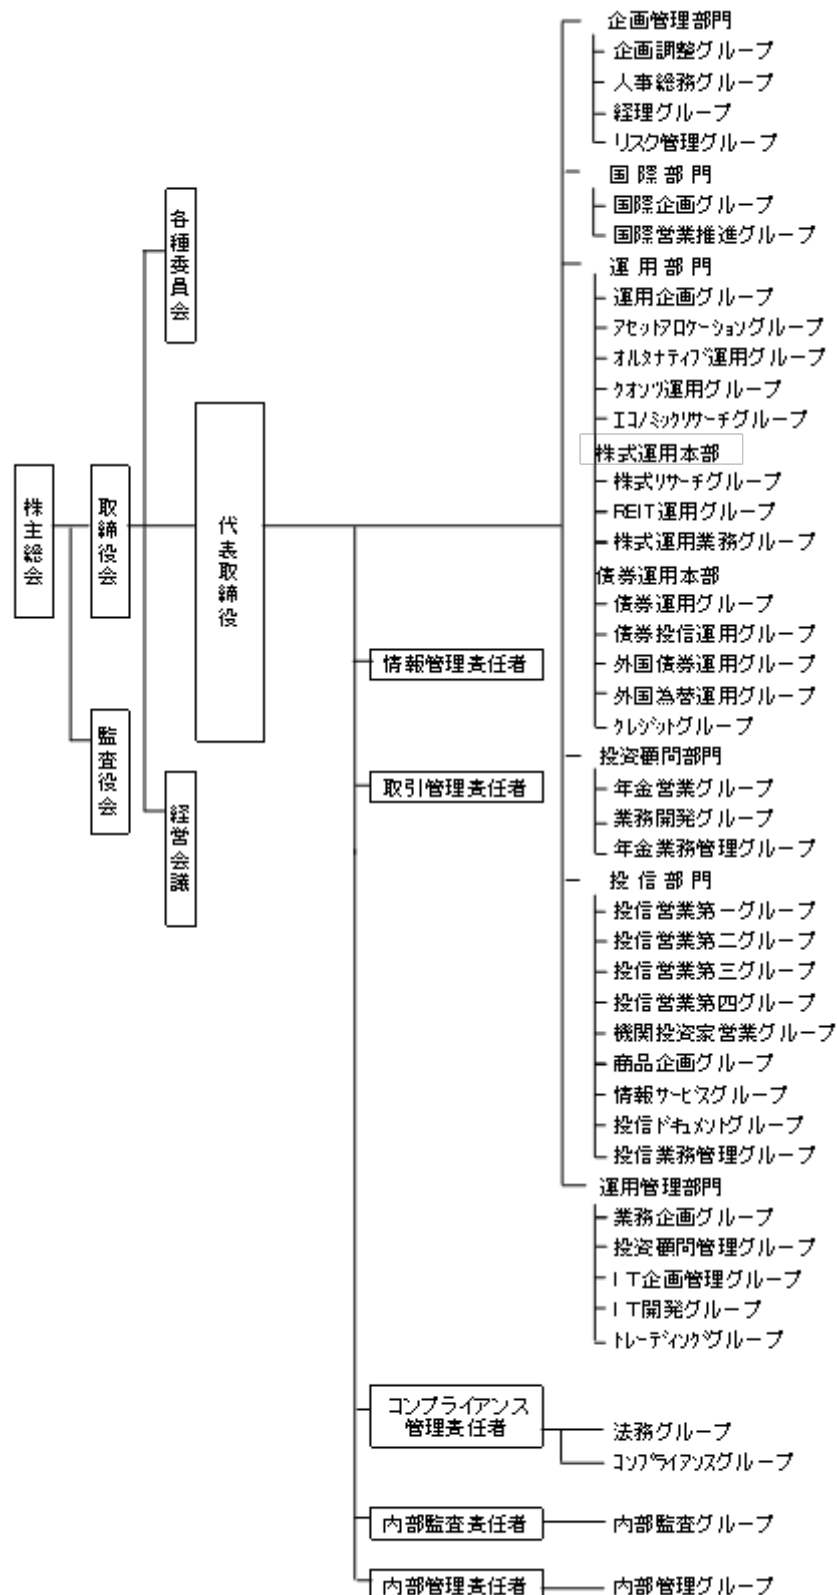 株主総会
取締役会
監査役会
各種委員会
経営会議
代表取締役
情報管理責任者
取引管理責任者
企画管理部門
企画調整グループ
人事総務グループ
経理グループ
リスク管理グループ
国際部門
国際企画グループ
国際営業推進グループ
運用部門
運用企画グループ
アセットアロケーショングループ
オルタナティブ運用グループ
クオンツ運用グループ
エコノミックリサーチグループ
株式運用本部
株式リサーチグループ
REIT運用グループ
株式運用業務グループ
債券運用本部
債券運用グループ
債券投信運用グループ
外国債券運用グループ
外国為替運用グループ
クレジットグループ
投資顧問部門
年金営業グループ
業務開発グループ
年金業務管理グループ
投信部門
投信営業第一グループ
投信営業第二グループ
投信営業第三グループ
投信営業第四グループ
機関投資家営業グループ
商品企画グループ
情報サービスグループ
投信ドキュメントグループ
投信業務管理グループ
運用管理部門
業務企画グループ
投資顧問管理グループ
IT企画管理グループ
IT開発グループ
トレーディンググループ
コンプライアンス
管理責任者
法務グループ
コンプライアンスグループ
内部監査責任者
内部監査グループ
内部管理責任者
内部管理グループ